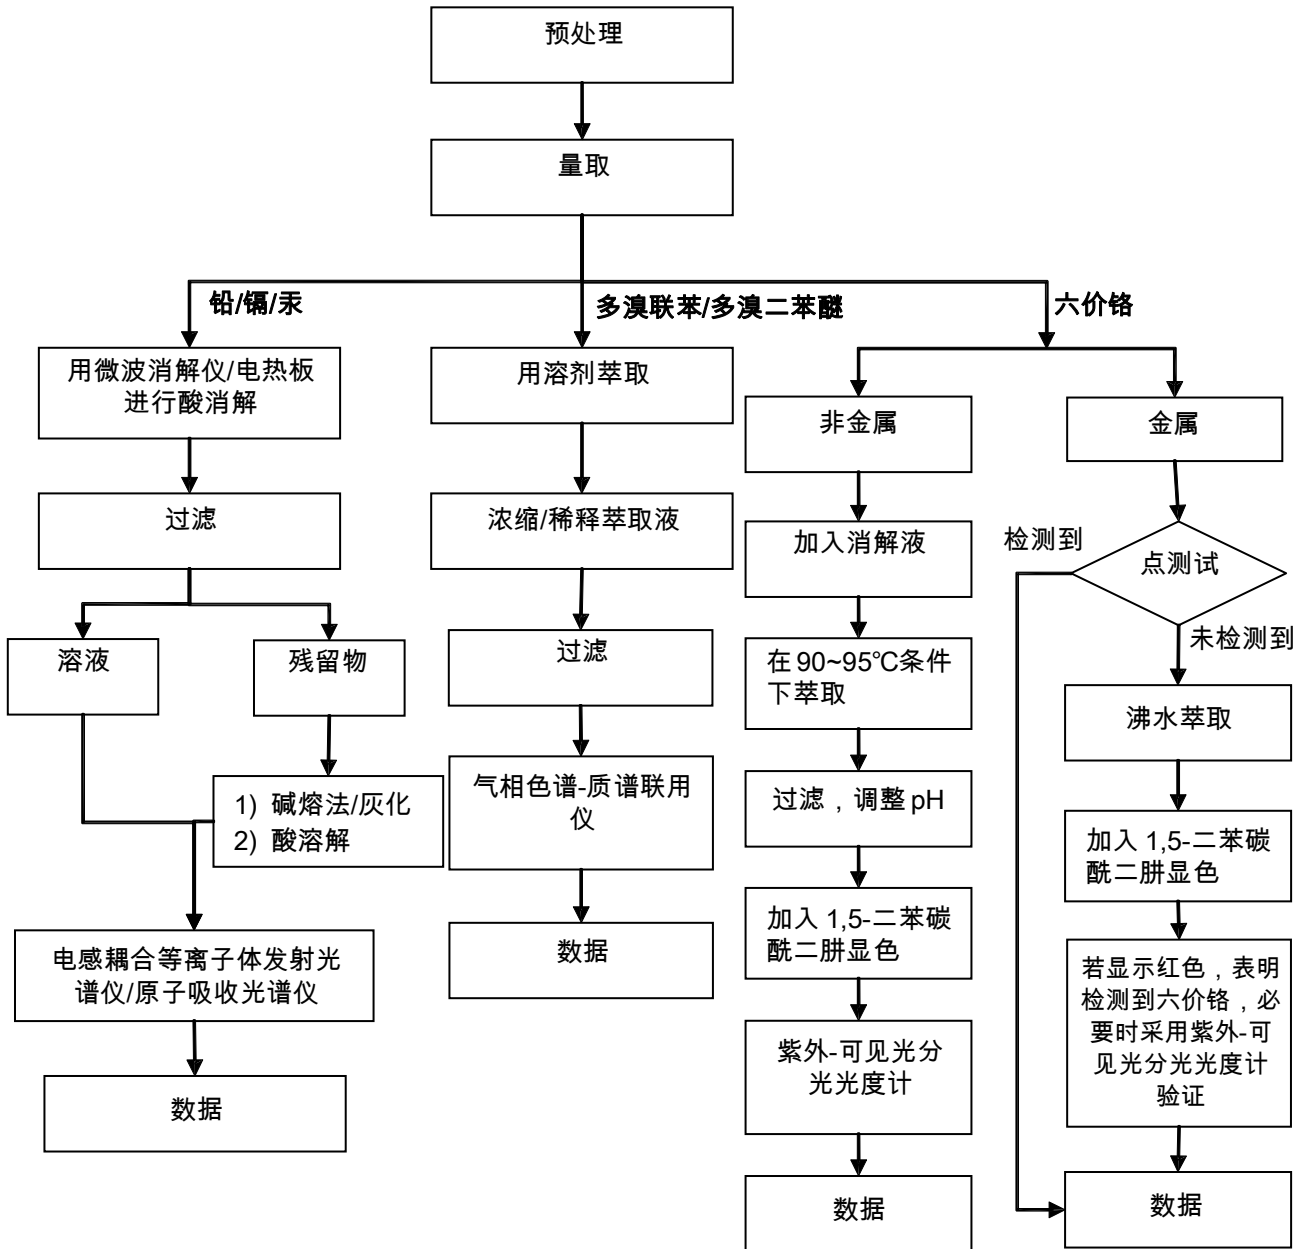 预处理
量取
铅/镉/汞
多溴联苯/多溴二苯醚
六价铬
用微波消解仪/电热板
进行酸消解
过滤
溶液
残留物
1) 碱熔法/灰化
2) 酸溶解
电感耦合等离子体发射光
谱仪/原子吸收光谱仪
数据
用溶剂萃取
浓缩/稀释萃取液
过滤
气相色谱-质谱联用
仪
数据
非金属
加入消解液
在 90~95℃条件
下萃取
过滤，调整 pH
加入 1,5-二苯碳
酰二肼显色
紫外-可见光分
光光度计
数据
金属
点测试
检测到
未检测到
沸水萃取
加入 1,5-二苯碳
酰二肼显色
若显示红色，表明
检测到六价铬，必
要时采用紫外-可
见光分光光度计
验证
数据